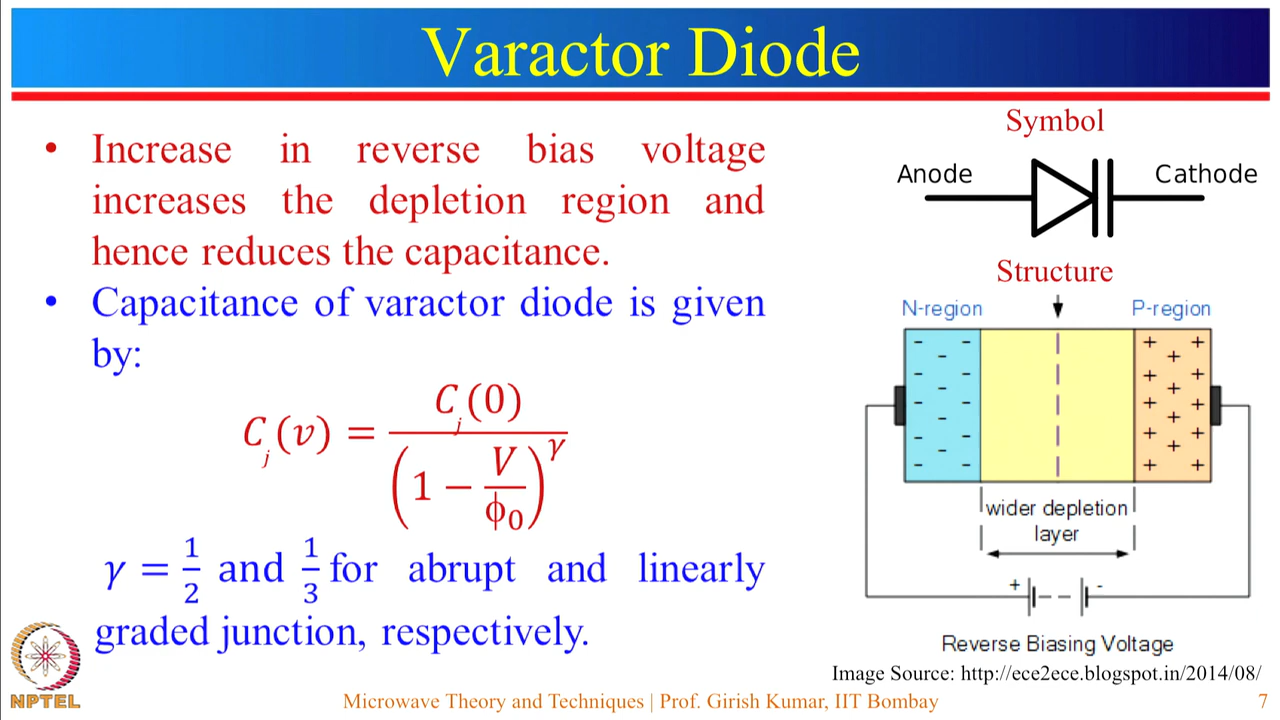 Varactor Diode
• Increase in reverse bias voltage
increases the depletion region and
hence reduces the capacitance.
• Capacitance of varactor diode is given
by:
C_j(v) = C_j(0) / (1 − V/ϕ₀)^γ
γ = 1/2 and 1/3 for abrupt and linearly
graded junction, respectively.
Symbol
Anode Cathode
Structure
N-region P-region
wider depletion
layer
+ -
Reverse Biasing Voltage
Image Source: http://ece2ece.blogspot.in/2014/08/
NPTEL
Microwave Theory and Techniques | Prof. Girish Kumar, IIT Bombay
7